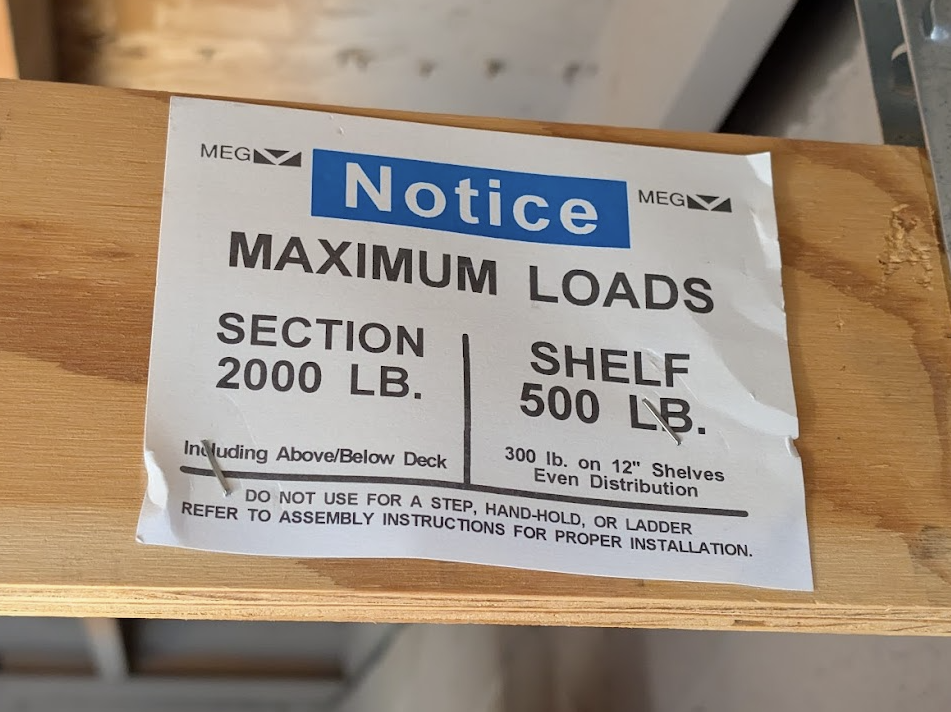 MEG Notice MEG
MAXIMUM LOADS
SECTION
2000 LB.
Including Above/Below Deck
SHELF
500 LB.
300 lb. on 12" Shelves
Even Distribution
DO NOT USE FOR A STEP, HAND-HOLD, OR LADDER
REFER TO ASSEMBLY INSTRUCTIONS FOR PROPER INSTALLATION.